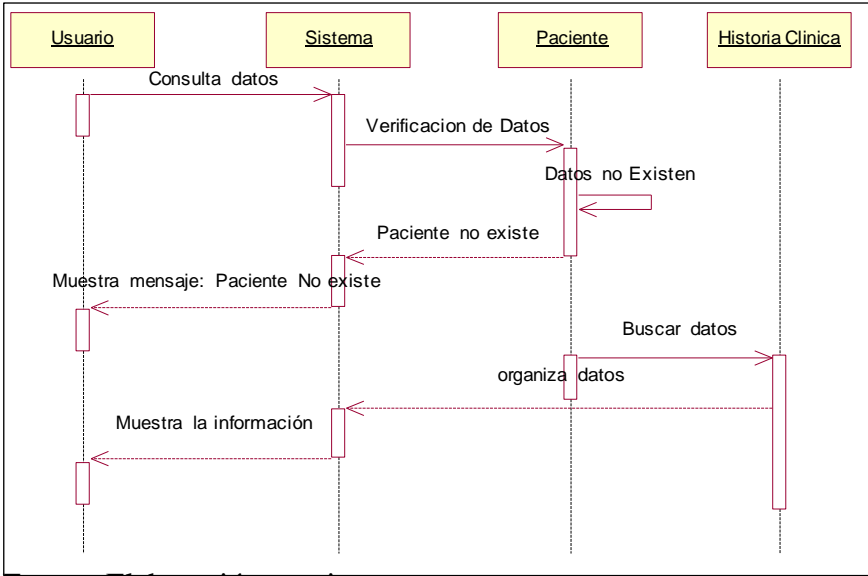 Usuario
Sistema
Paciente
Historia Clinica
Consulta datos
Verificacion de Datos
Datos no Existen
Paciente no existe
Muestra mensaje: Paciente No existe
Buscar datos
organiza datos
Muestra la información